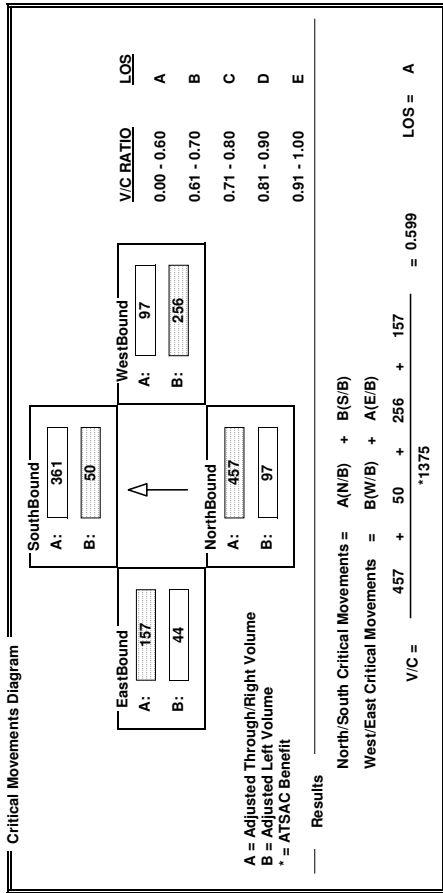 Critical Movements Diagram
SouthBound
A: 361
B: 50
EastBound
A: 157
B: 44
WestBound
A: 97
B: 256
NorthBound
A: 457
B: 97
V/C RATIO LOS
0.00 - 0.60 A
0.61 - 0.70 B
0.71 - 0.80 C
0.81 - 0.90 D
0.91 - 1.00 E
A = Adjusted Through/Right Volume
B = Adjusted Left Volume
* = ATSAC Benefit
Results
North/South Critical Movements = A(N/B) + B(S/B)
West/East Critical Movements = B(W/B) + A(E/B)
V/C = 457 + 50 + 256 + 157 = 0.599 LOS = A
*1375